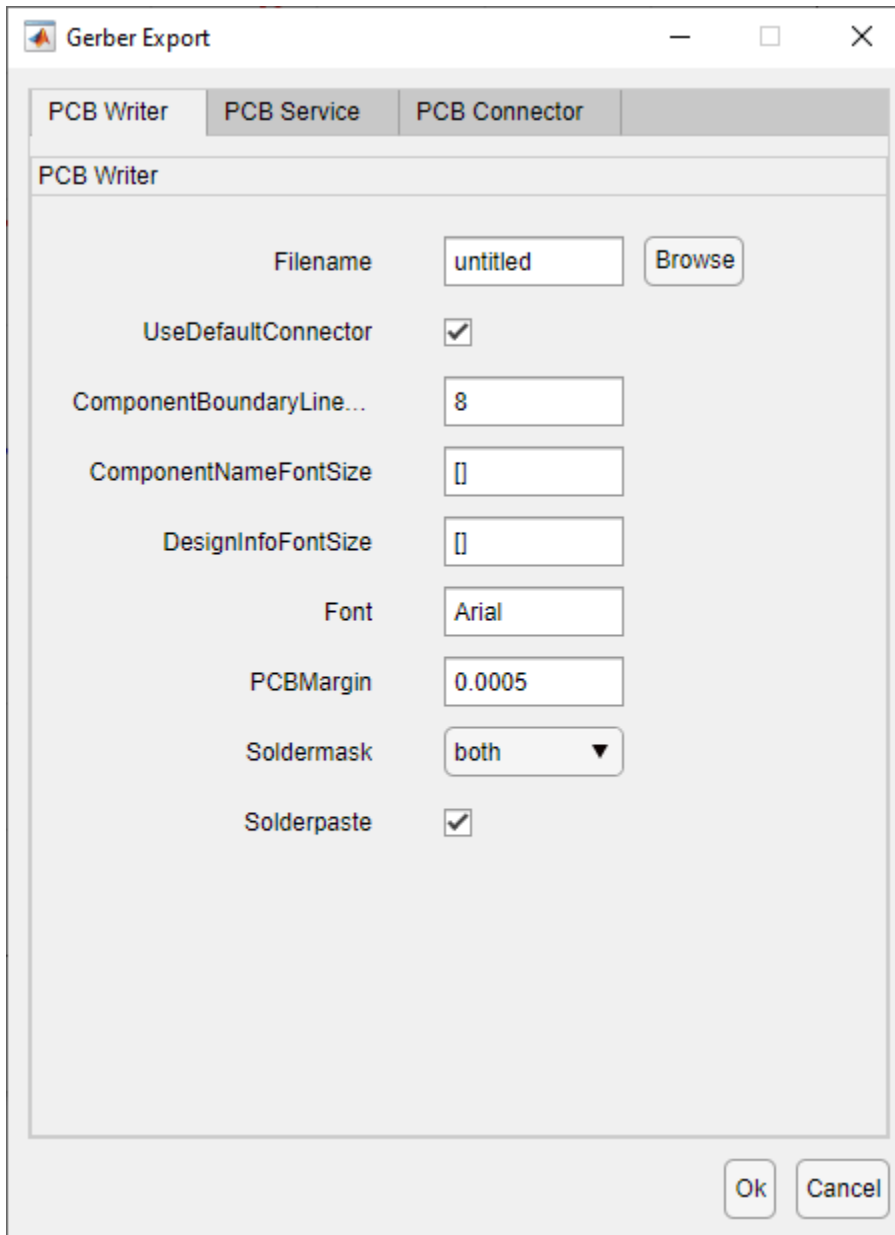 Gerber Export
PCB Writer PCB Service PCB Connector
PCB Writer
Filename untitled Browse
UseDefaultConnector
ComponentBoundaryLine... 8
ComponentNameFontSize []
DesignInfoFontSize []
Font Arial
PCBMargin 0.0005
Soldermask both
Solderpaste
Ok Cancel